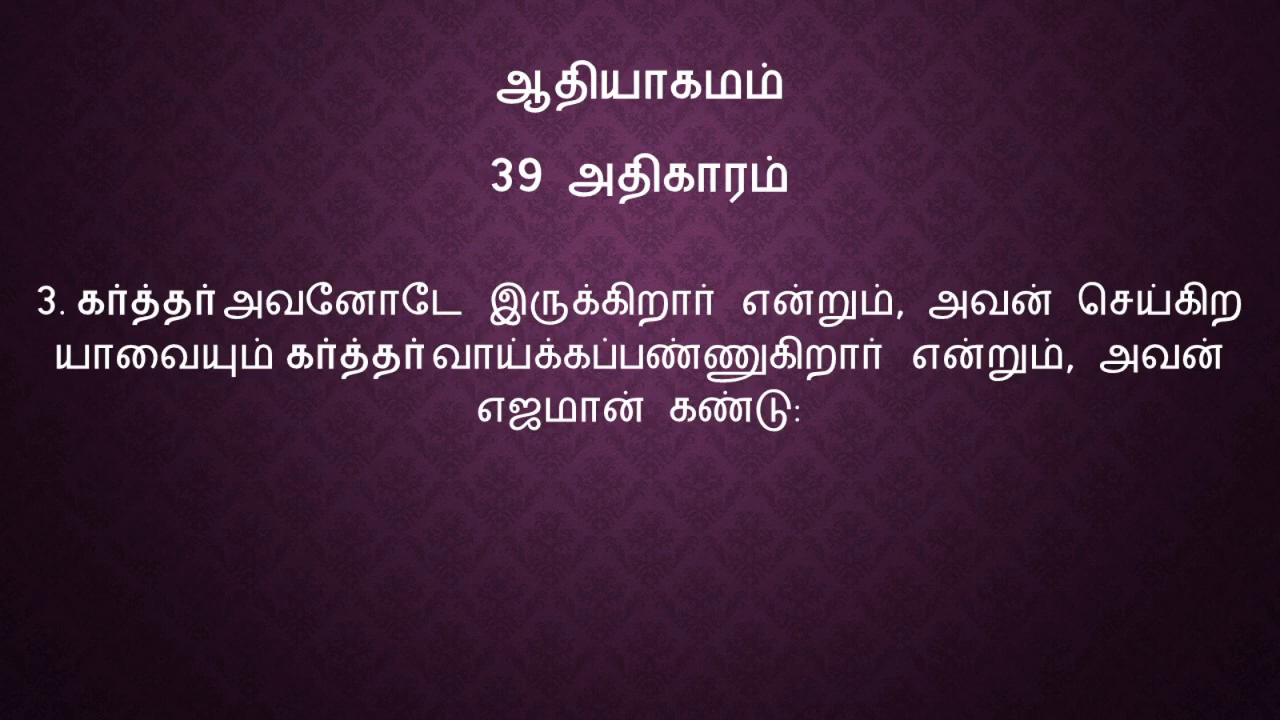 ஆதியாகமம்
39 அதிகாரம்
3. கர்த்தர் அவனோடே இருக்கிறார் என்றும், அவன் செய்கிற
யாவையும் கர்த்தர் வாய்க்கப்பண்ணுகிறார் என்றும், அவன்
எஜமான் கண்டு: